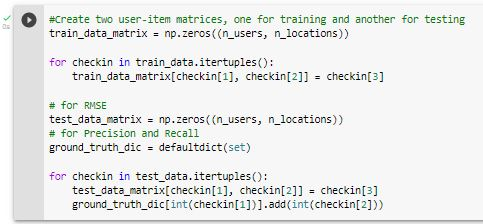 #Create two user-item matrices, one for training and another for testing
train_data_matrix = np.zeros((n_users, n_locations))
for checkin in train_data.itertuples():
    train_data_matrix[checkin[1], checkin[2]] = checkin[3]
# for RMSE
test_data_matrix = np.zeros((n_users, n_locations))
# for Precision and Recall
ground_truth_dic = defaultdict(set)
for checkin in test_data.itertuples():
    test_data_matrix[checkin[1], checkin[2]] = checkin[3]
    ground_truth_dic[int(checkin[1])].add(int(checkin[2]))